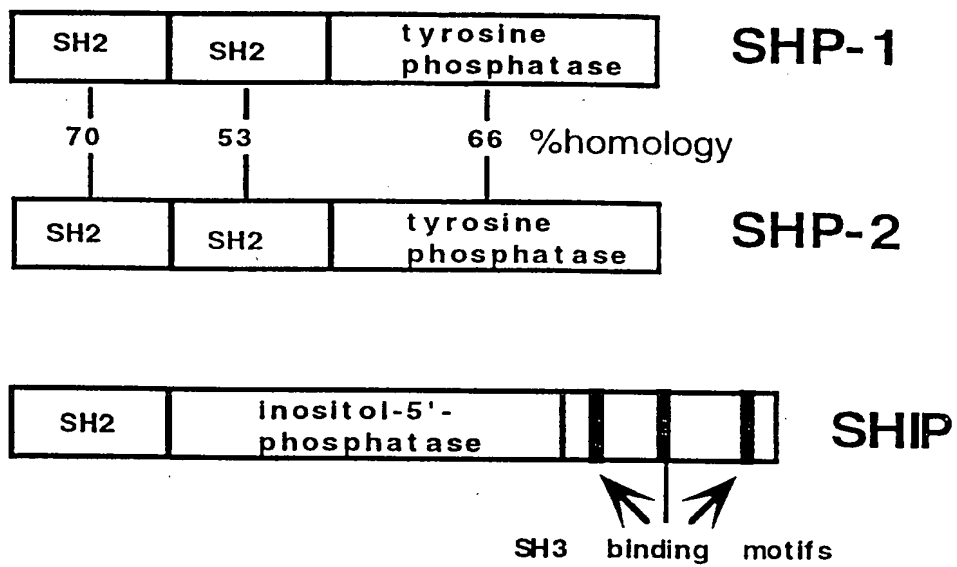 SH2 SH2 tyrosine phosphatase SHP-1
70 53 66 %homology
SH2 SH2 tyrosine phosphatase SHP-2
SH2 inositol-5'-phosphatase SHIP
SH3 binding motifs